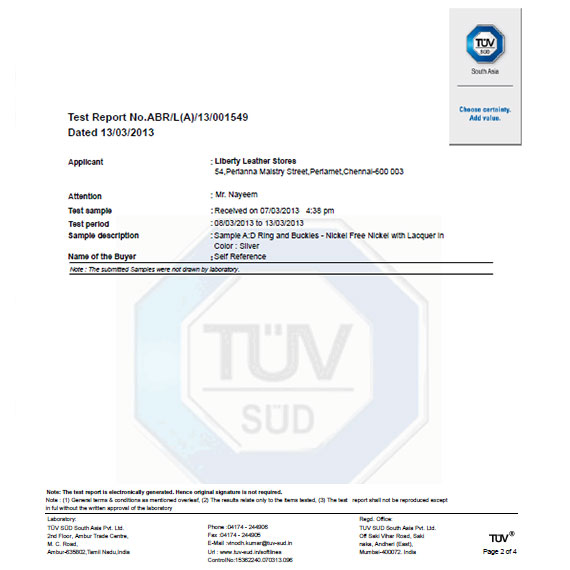 TÜV
SÜD
South Asia
Choose certainty.
Add value.
Test Report No.ABR/L(A)/13/001549
Dated 13/03/2013
Applicant : Liberty Leather Stores
54,Perianna Maistry Street,Periamet,Chennai-600 003
Attention : Mr. Nayeem
Test sample : Received on 07/03/2013 4:38 pm
Test period : 08/03/2013 to 13/03/2013
Sample description : Sample A:D Ring and Buckles - Nickel Free Nickel with Lacquer in
Color : Silver
Name of the Buyer : Self Reference
Note : The submitted Samples were not drawn by laboratory.
TÜV
SÜD
Note: The test report is electronically generated. Hence original signature is not required.
Note : (1) General terms & conditions as mentioned overleaf, (2) The results relate only to the items tested, (3) The test report shall not be reproduced except
in full without the written approval of the laboratory
Laboratory:
TÜV SÜD South Asia Pvt. Ltd.
2nd Floor, Ambur Trade Centre,
M. C. Road,
Ambur-635802,Tamil Nadu,India
Phone :04174 - 244906
Fax :04174 - 244905
E-Mail :vinodh.kumar@tuv-sud.in
Url : www.tuv-sud.in/softlines
ControlNo:15362240.070313.096
Regd. Office:
TUV SUD South Asia Pvt. Ltd.
Off Saki Vihar Road, Saki
naka, Andheri (East),
Mumbai-400072. India
TÜV®
Page 2 of 4